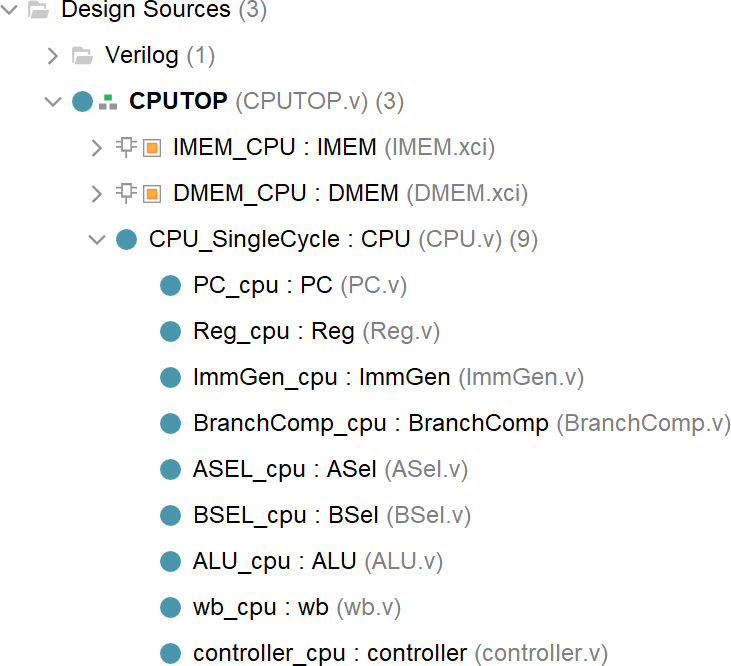 Design Sources (3)
Verilog (1)
CPUTOP (CPUTOP.v) (3)
IMEM_CPU : IMEM (IMEM.xci)
DMEM_CPU : DMEM (DMEM.xci)
CPU_SingleCycle : CPU (CPU.v) (9)
PC_cpu : PC (PC.v)
Reg_cpu : Reg (Reg.v)
ImmGen_cpu : ImmGen (ImmGen.v)
BranchComp_cpu : BranchComp (BranchComp.v)
ASEL_cpu : ASel (ASel.v)
BSEL_cpu : BSel (BSel.v)
ALU_cpu : ALU (ALU.v)
wb_cpu : wb (wb.v)
controller_cpu : controller (controller.v)